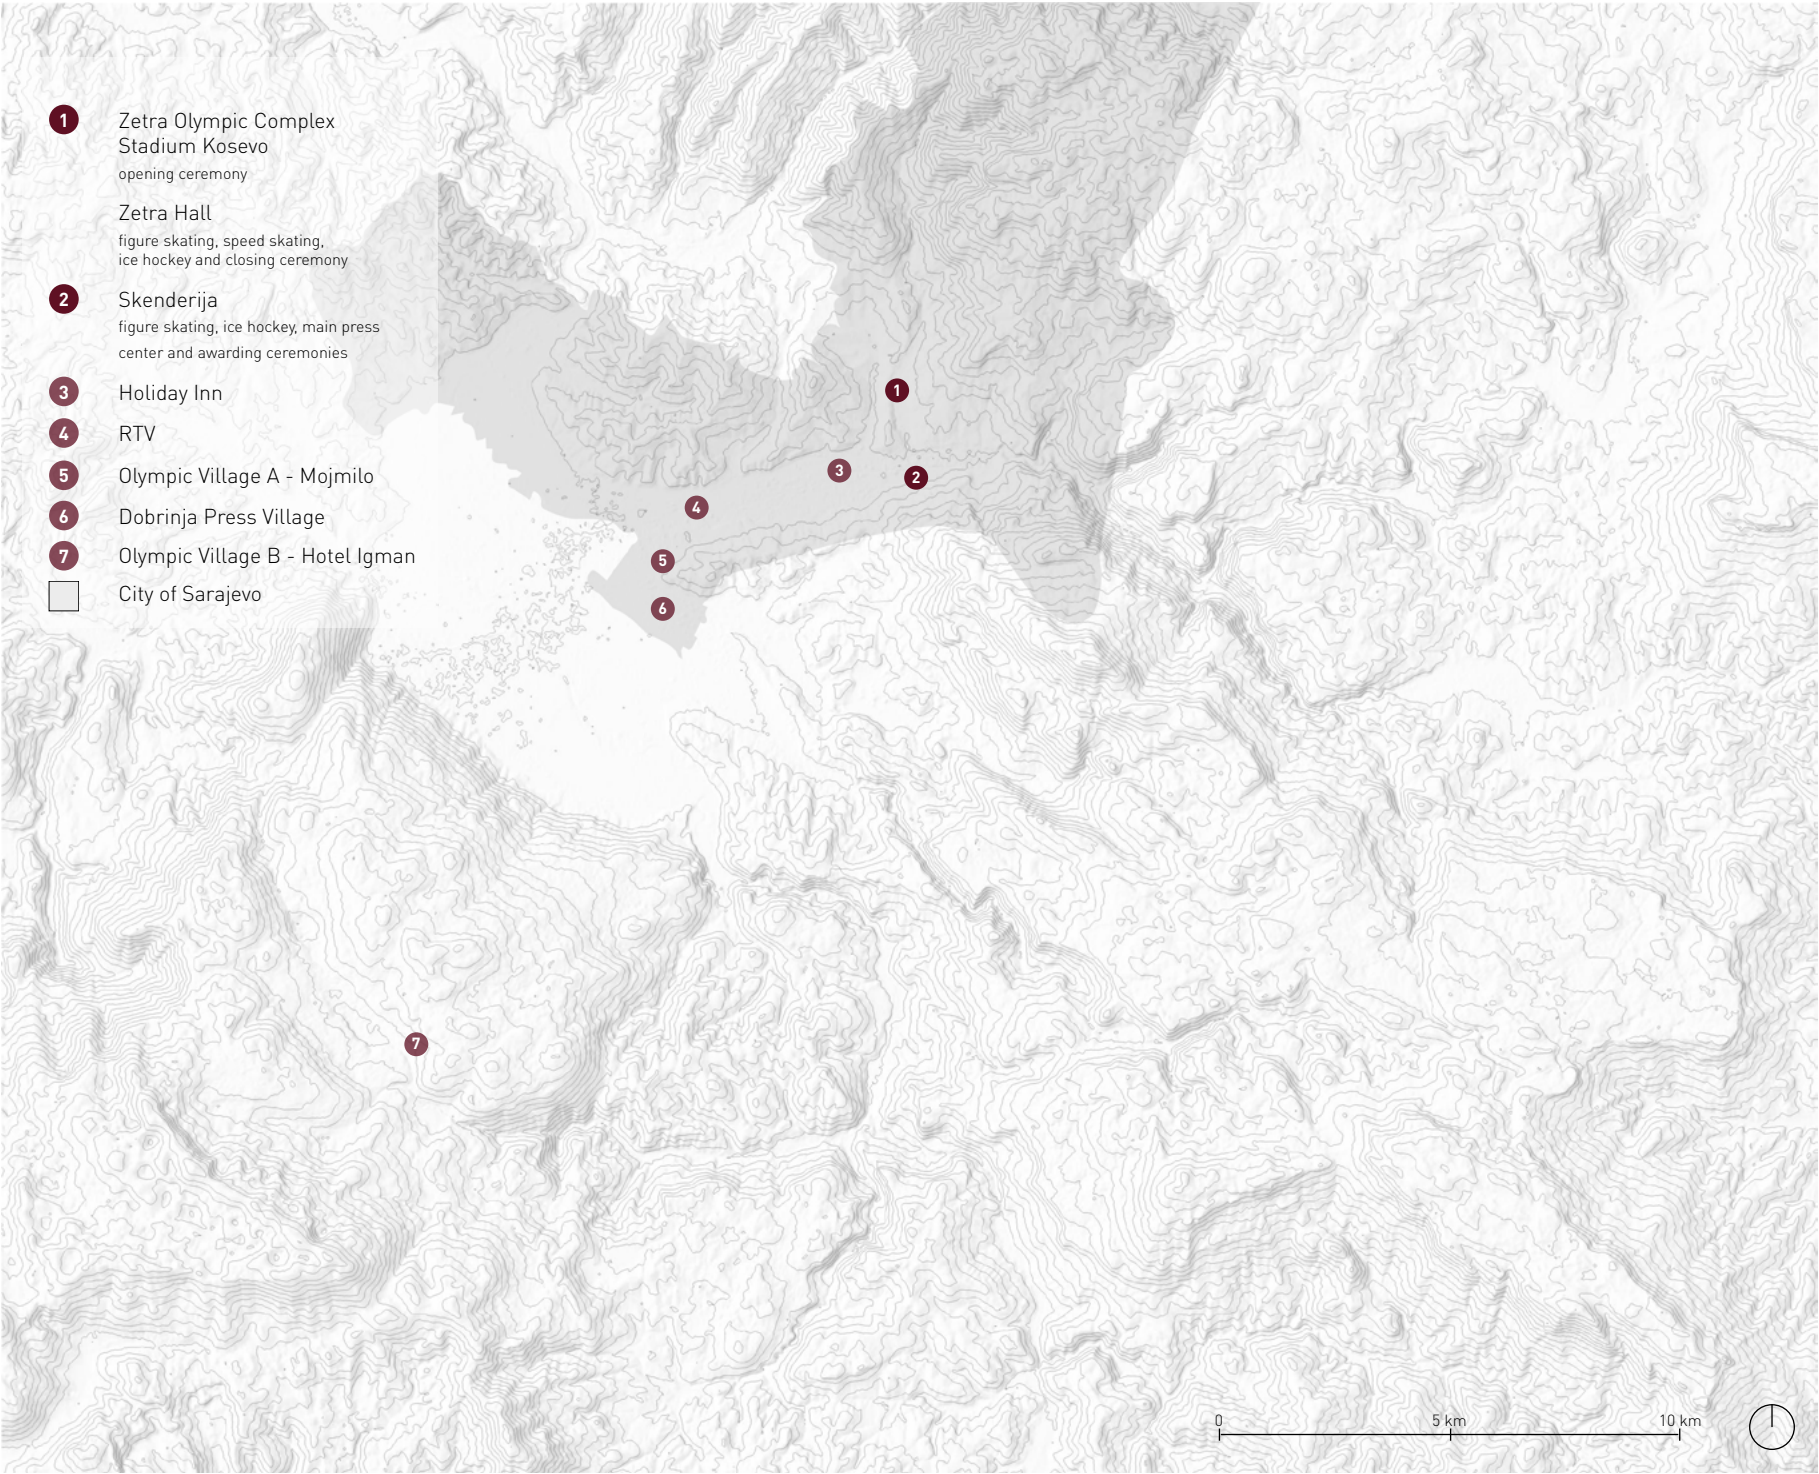 1 Zetra Olympic Complex
Stadium Kosevo
opening ceremony
Zetra Hall
figure skating, speed skating,
ice hockey and closing ceremony
2 Skenderija
figure skating, ice hockey, main press
center and awarding ceremonies
3 Holiday Inn
4 RTV
5 Olympic Village A - Mojmilo
6 Dobrinja Press Village
7 Olympic Village B - Hotel Igman
City of Sarajevo
1
3
2
4
5
6
7
0 5 km 10 km